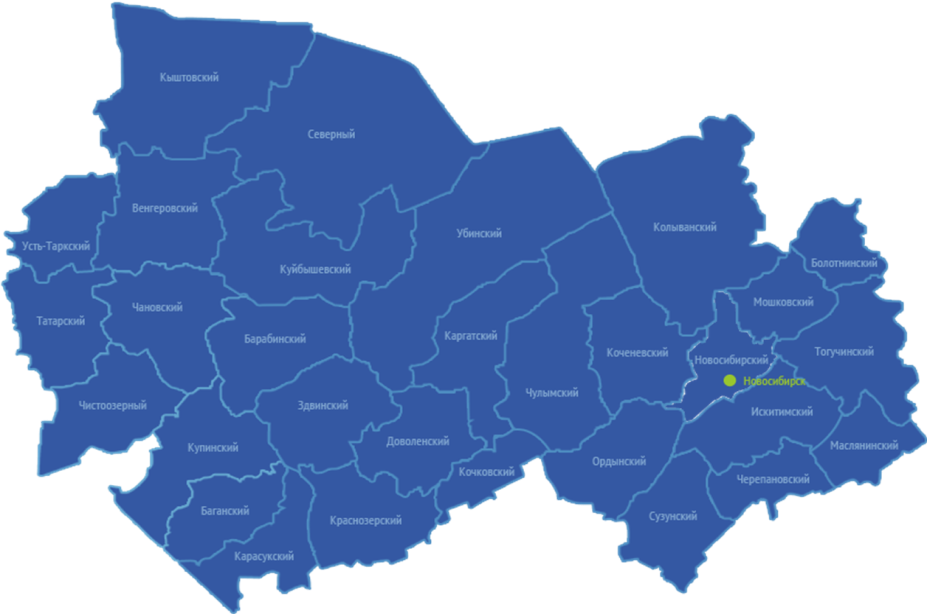 Кыштовский
Северный
Венгеровский
Колыванский
Убинский
Усть-Таркский
Болотнинский
Куйбышевский
Мошковский
Чановский
Татарский
Каргатский
Барабинский
Коченевский
Тогучинский
Новосибирский
Новосибирск
Чулымский
Чистоозерный
Здвинский
Искитимский
Доволенский
Маслянинский
Купинский
Ордынский
Кочковский
Черепановский
Баганский
Сузунский
Краснозерский
Карасукский